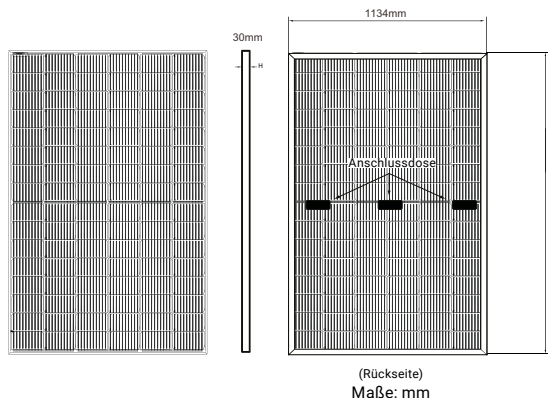 1134mm
30mm
H
Anschlussdose
(Rückseite)
Maße: mm